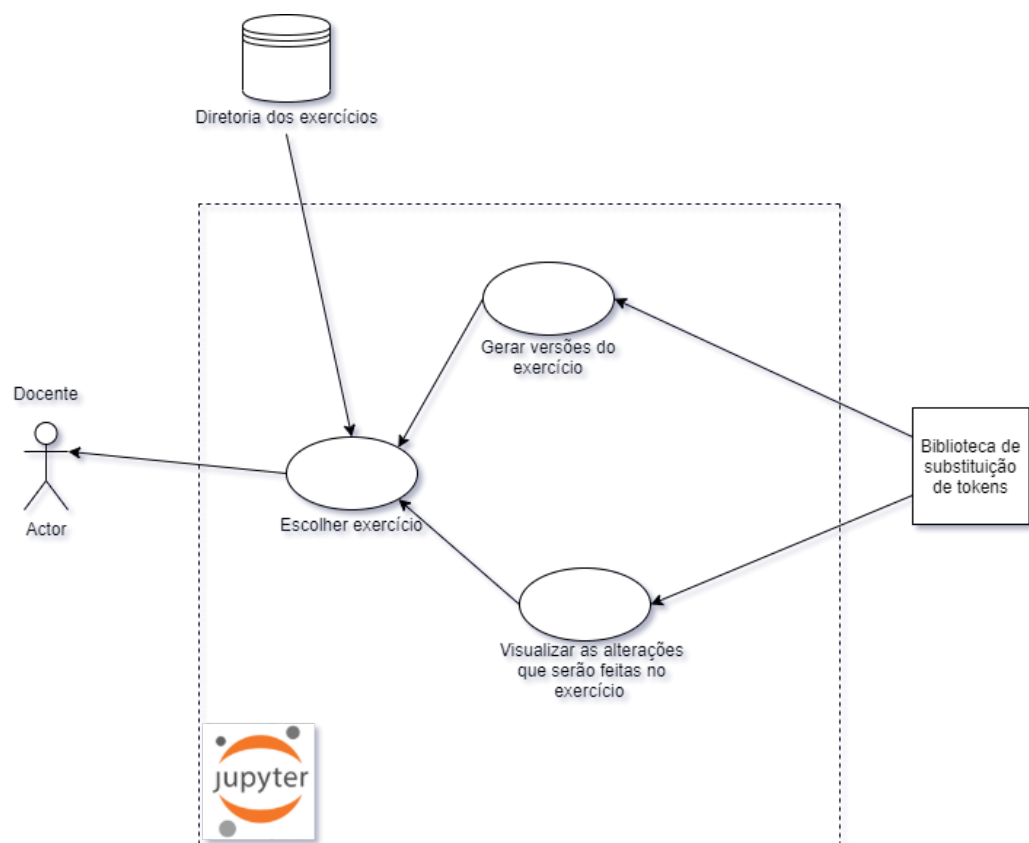 Diretoria dos exercícios
Gerar versões do
exercício
Docente
Actor
Escolher exercício
Biblioteca de
substituição
de tokens
Visualizar as alterações
que serão feitas no
exercício
jupyter